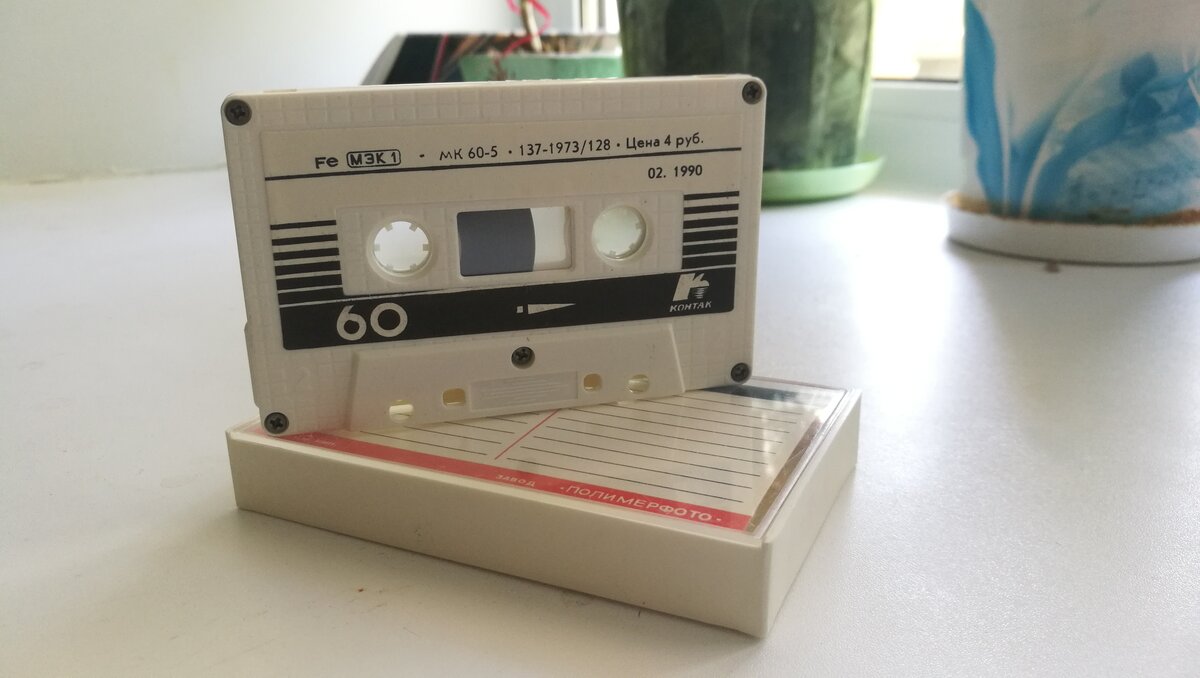 Fe МЭК 1 · МК 60-5 · 137-1973/128 · Цена 4 руб.
02. 1990
60
КОНТАК
ЗАВОД ·ПОЛИМЕРФОТО·